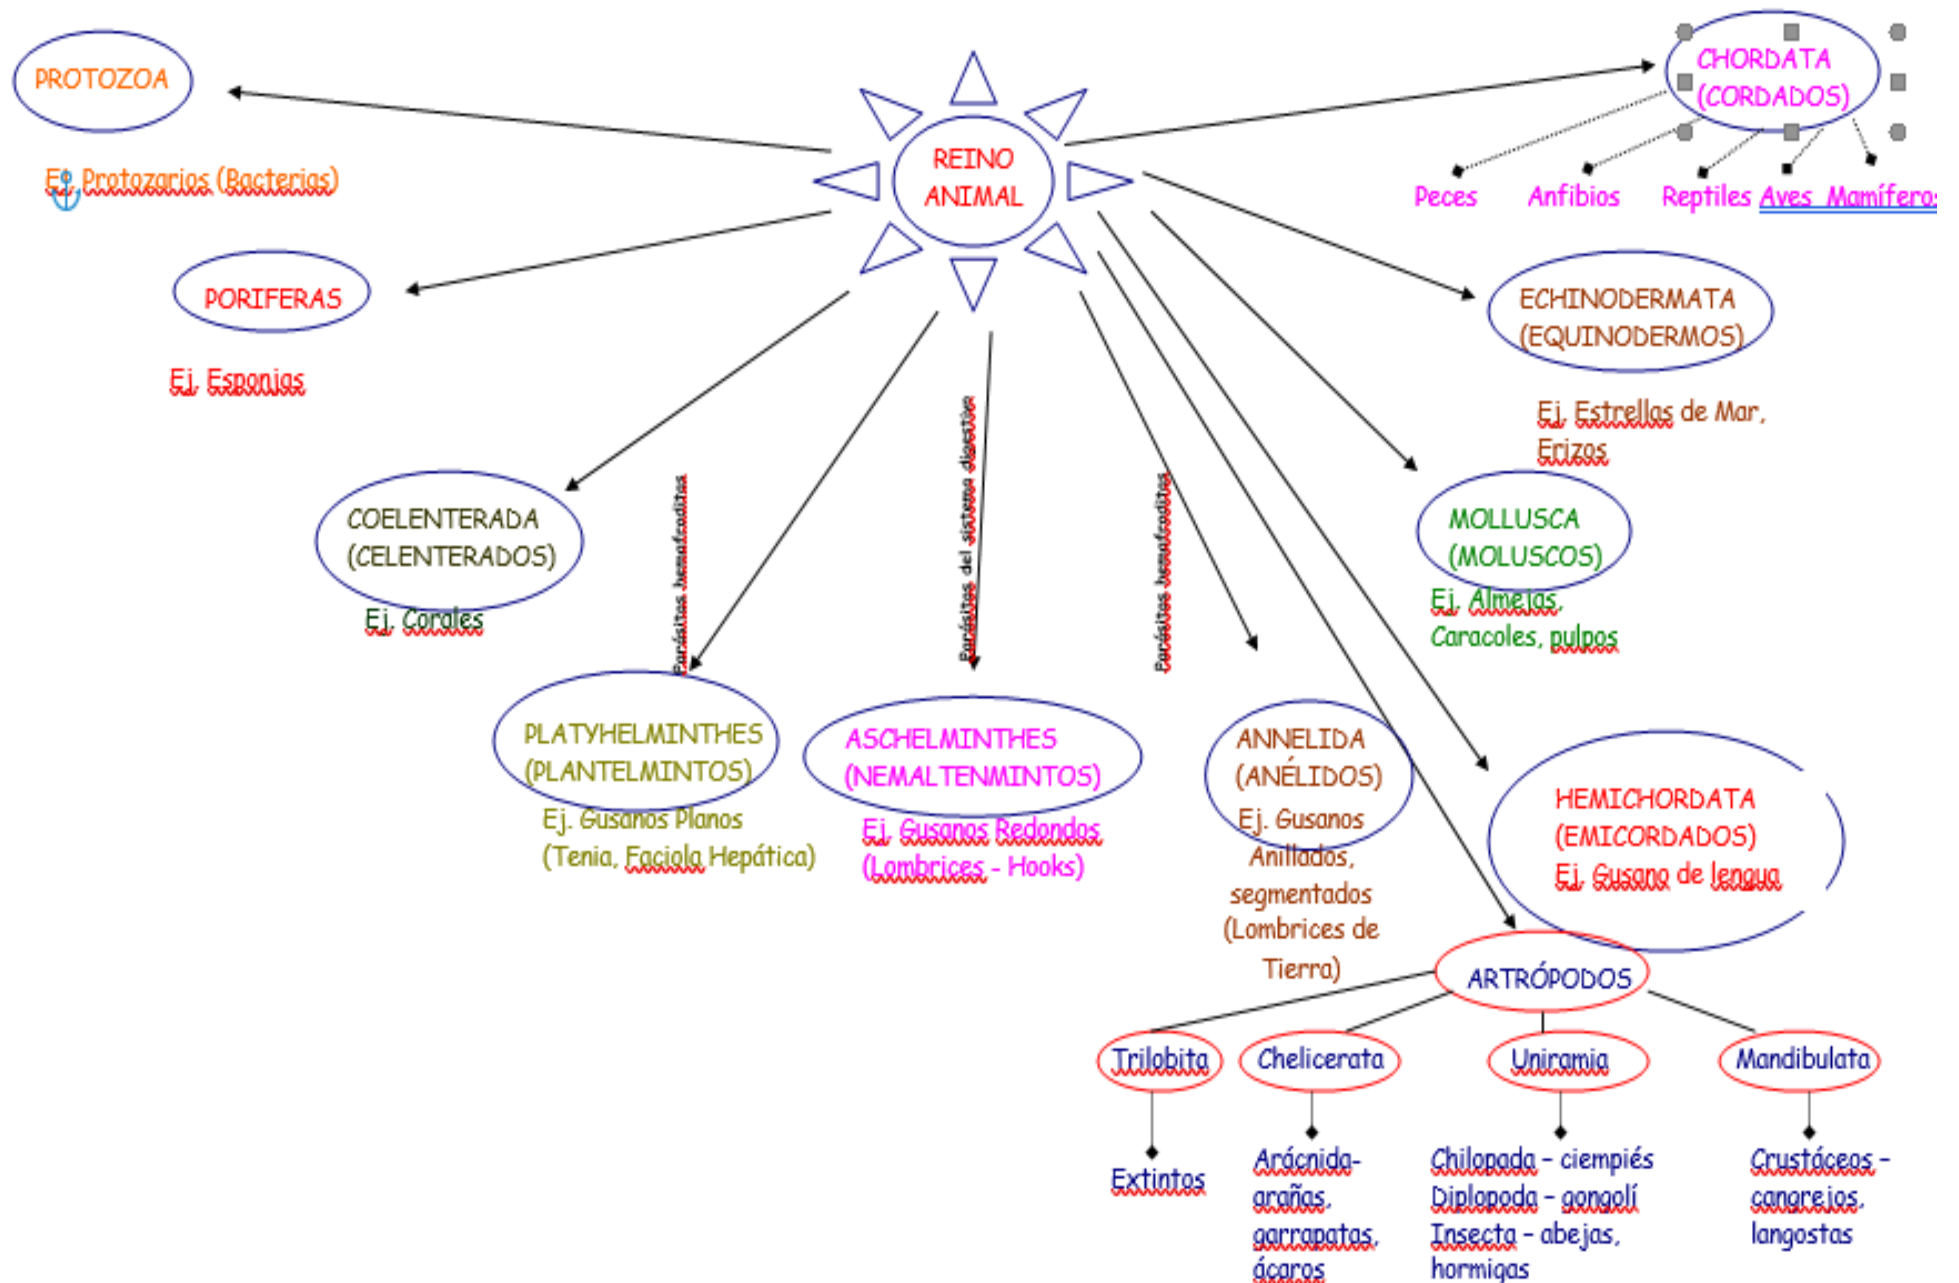 REINO
ANIMAL
PROTOZOA
Ej. Protozarios (Bacterias)
PORIFERAS
Ej. Esponjas
COELENTERADA
(CELENTERADOS)
Ej. Corales
Parásitos hemafroditas
PLATYHELMINTHES
(PLANTELMINTOS)
Ej. Gusanos Planos
(Tenia, Faciola Hepática)
Parásitos del sistema digestivo
ASCHELMINTHES
(NEMALTENMINTOS)
Ej. Gusanos Redondos
(Lombrices - Hooks)
Parásitos hemafroditas
ANNELIDA
(ANÉLIDOS)
Ej. Gusanos
Anillados,
segmentados
(Lombrices de
Tierra)
CHORDATA
(CORDADOS)
Peces Anfibios Reptiles Aves Mamíferos
ECHINODERMATA
(EQUINODERMOS)
Ej. Estrellas de Mar,
Erizos
MOLLUSCA
(MOLUSCOS)
Ej. Almejas,
Caracoles, pulpos
HEMICHORDATA
(EMICORDADOS)
Ej. Gusano de lengua
ARTRÓPODOS
Trilobita
Extintos
Chelicerata
Arácnida-
arañas,
garrapatas,
ácaros
Uniramia
Chilopada – ciempiés
Diplopoda – gongolí
Insecta – abejas,
hormigas
Mandibulata
Crustáceos –
cangrejos,
langostas